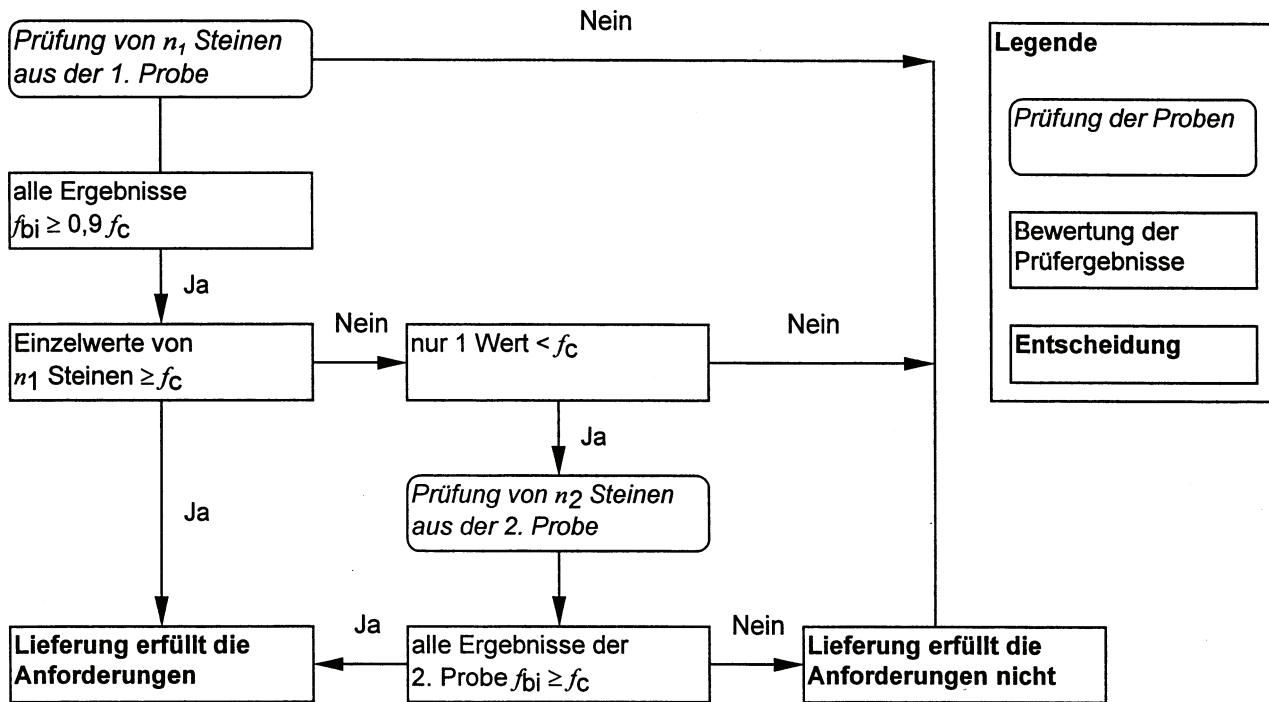 Nein
Prüfung von n1 Steinen
aus der 1. Probe
alle Ergebnisse
fbi ≥ 0,9 fc
Ja
Einzelwerte von
n1 Steinen ≥ fc
Nein
nur 1 Wert < fc
Nein
Ja
Ja
Prüfung von n2 Steinen
aus der 2. Probe
Lieferung erfüllt die
Anforderungen
Ja
alle Ergebnisse der
2. Probe fbi ≥ fc
Nein
Lieferung erfüllt die
Anforderungen nicht
Legende
Prüfung der Proben
Bewertung der
Prüfergebnisse
Entscheidung